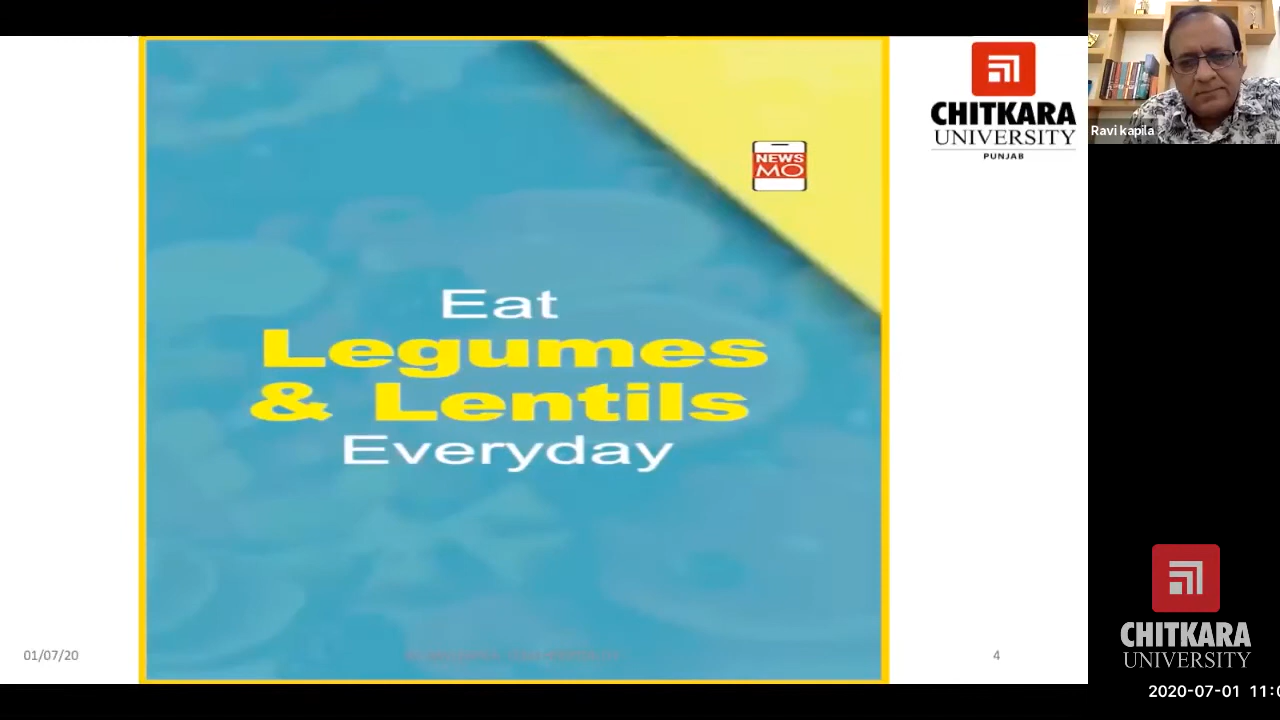 CHITKARA
UNIVERSITY
PUNJAB
Ravi kapila
NEWS
MO
Eat
Legumes
& Lentils
Everyday
01/07/20
4
CHITKARA
UNIVERSITY
2020-07-01 11:0